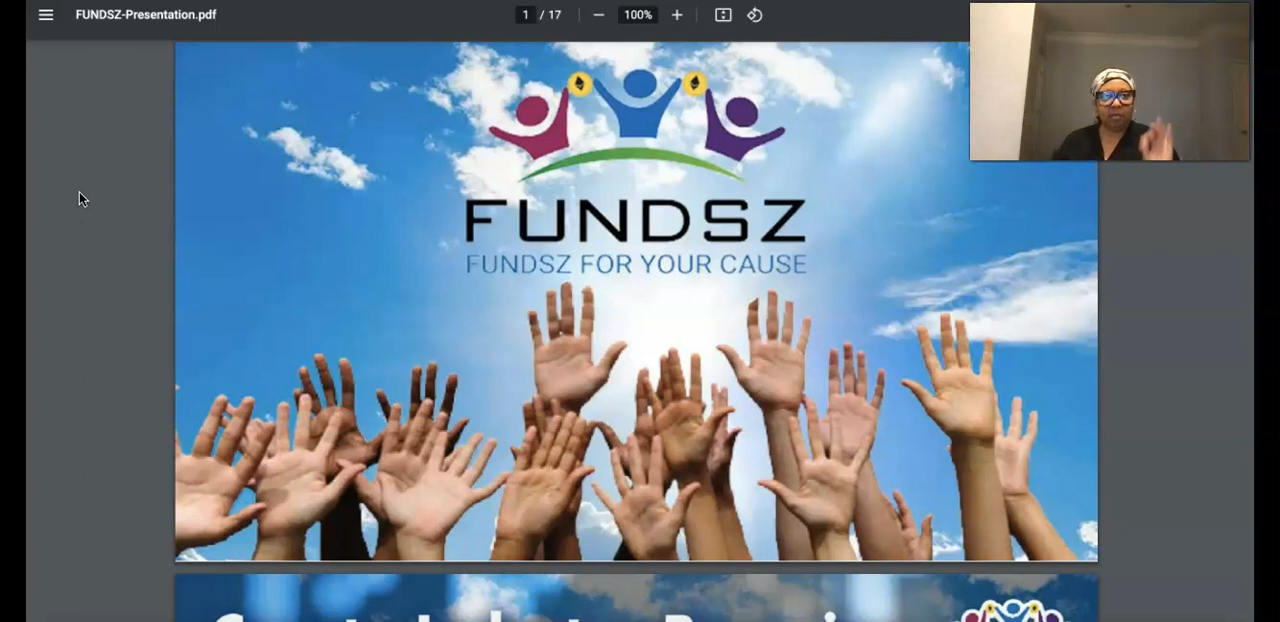 FUNDSZ-Presentation.pdf
1 / 17
100%
FUNDSZ
FUNDSZ FOR YOUR CAUSE